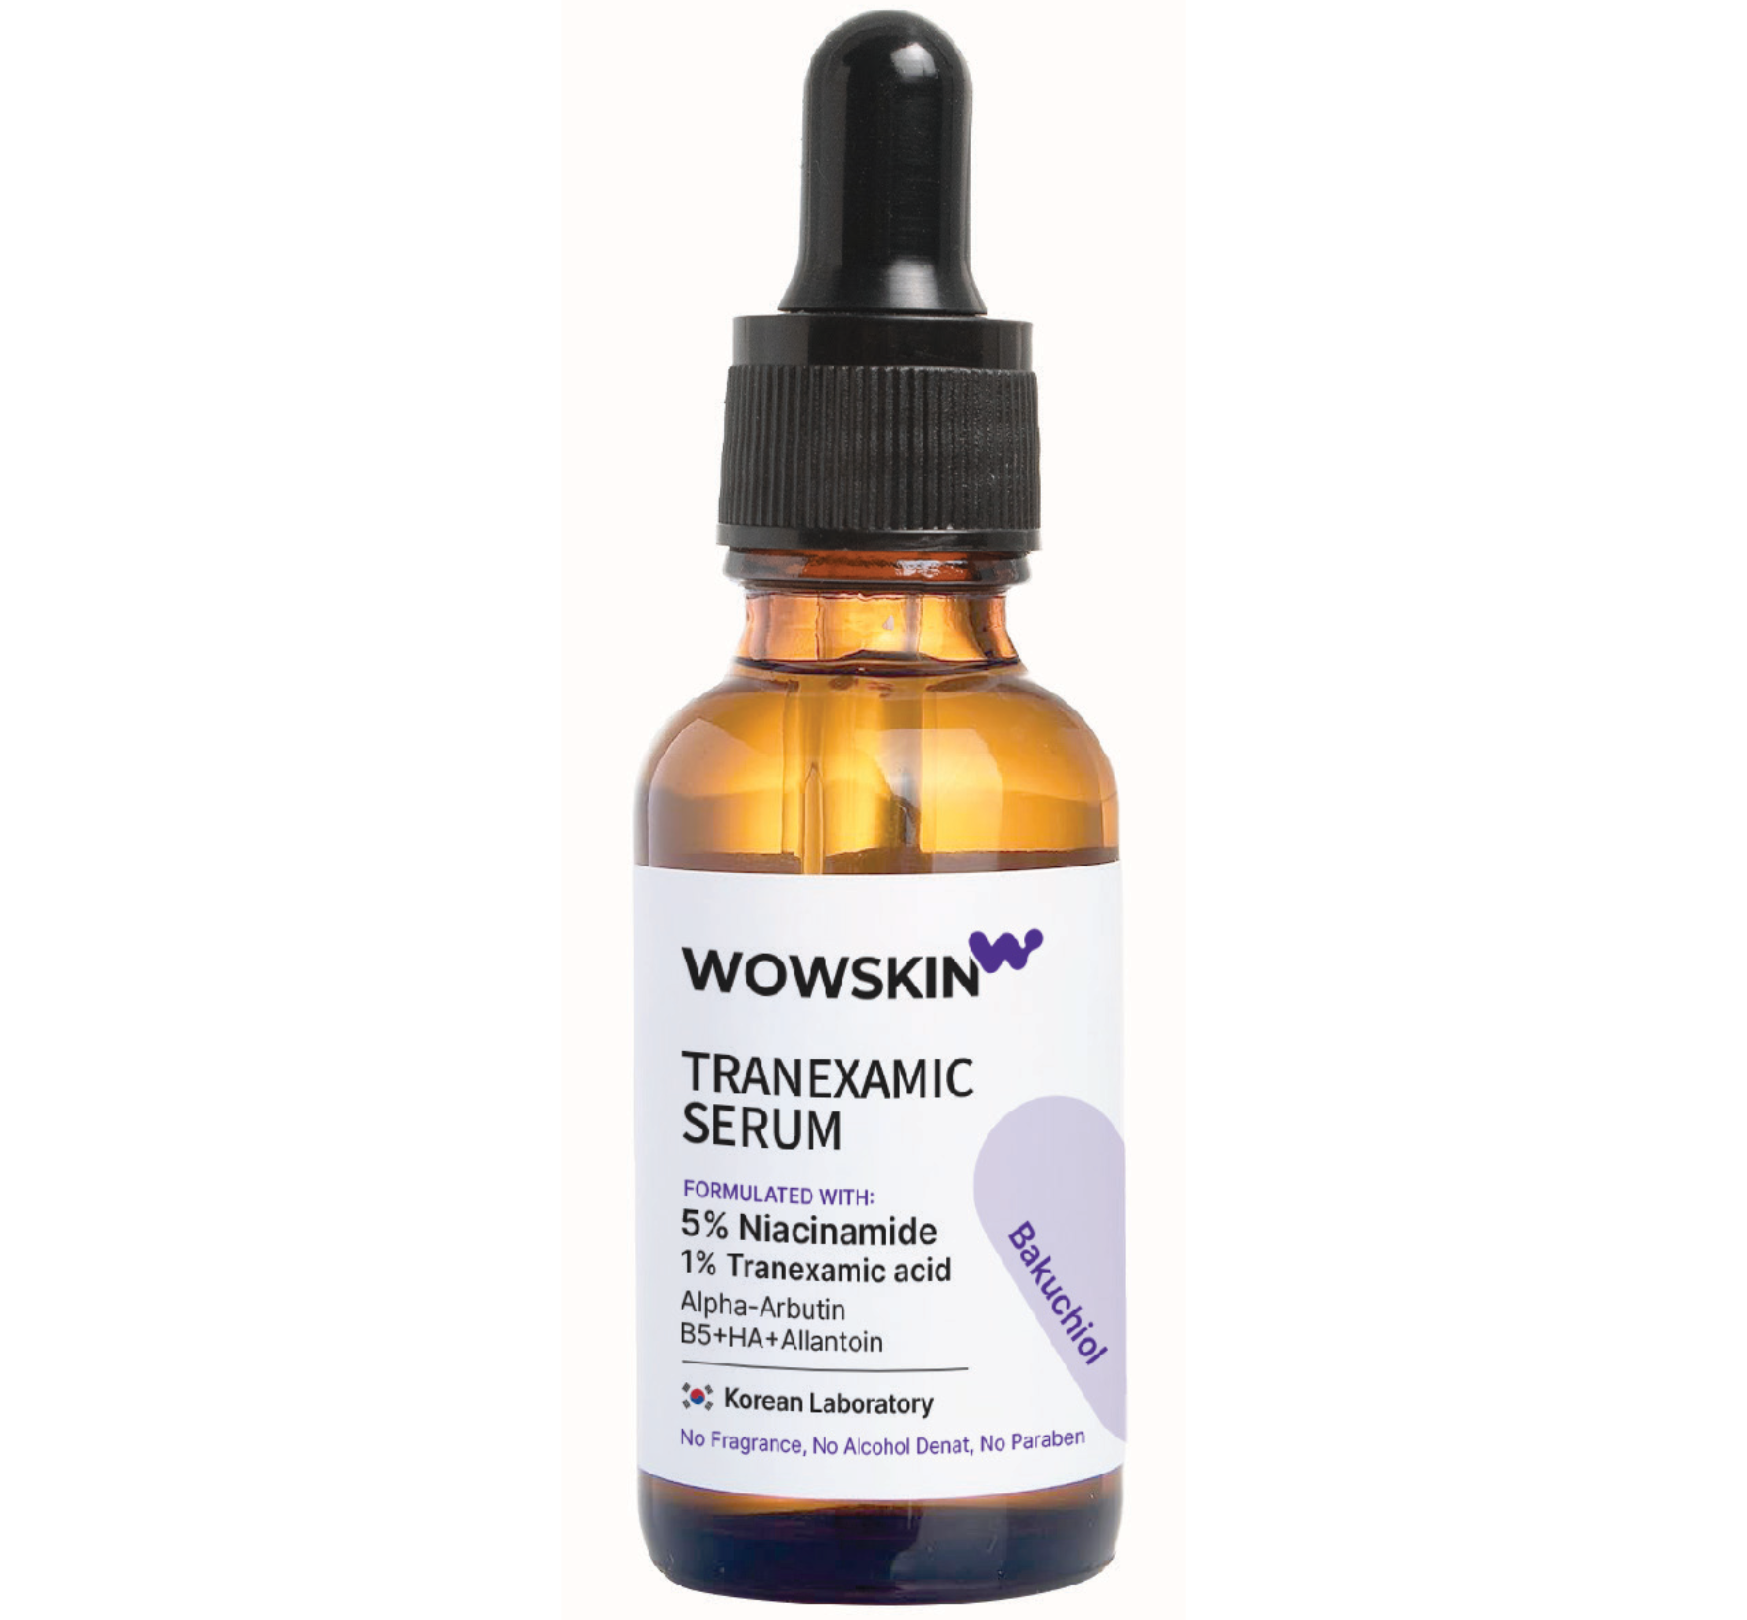 WOWSKIN
TRANEXAMIC
SERUM
FORMULATED WITH:
5% Niacinamide
1% Tranexamic acid
Alpha-Arbutin
B5+HA+Allantoin
Bakuchiol
Korean Laboratory
No Fragrance, No Alcohol Denat, No Paraben